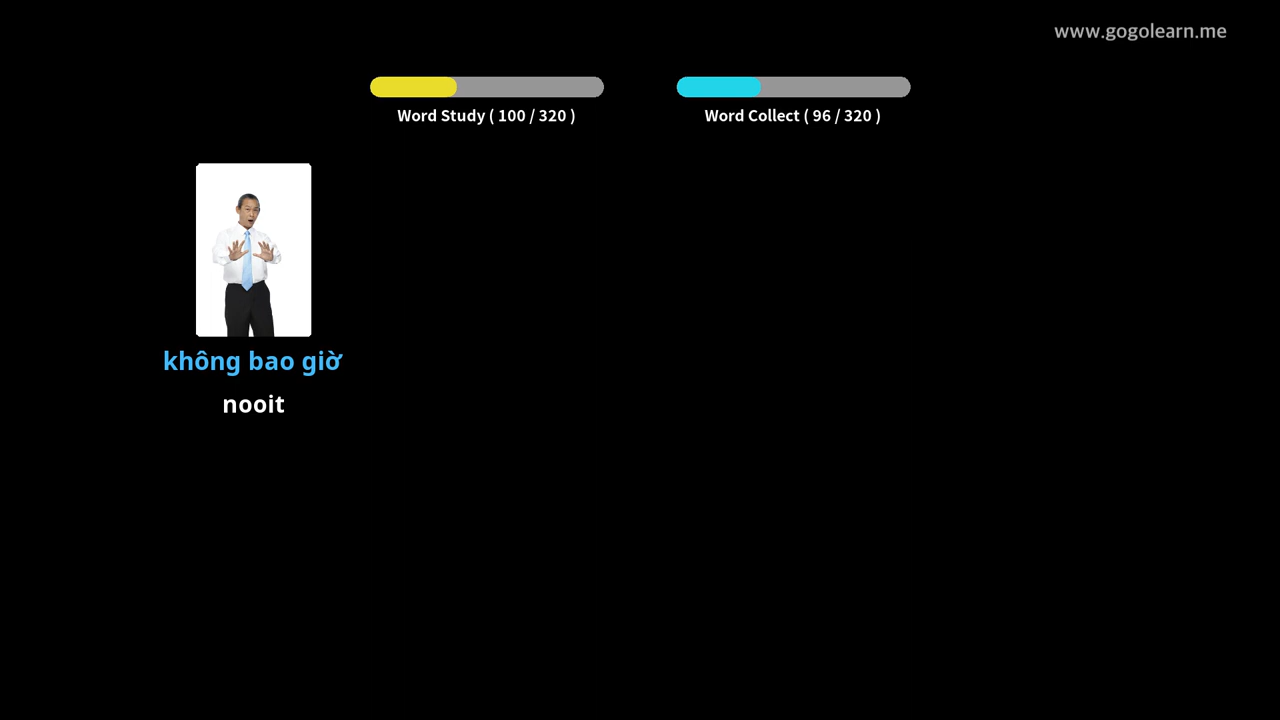 www.gogolearn.me
Word Study ( 100 / 320 )
Word Collect ( 96 / 320 )
không bao giờ
nooit